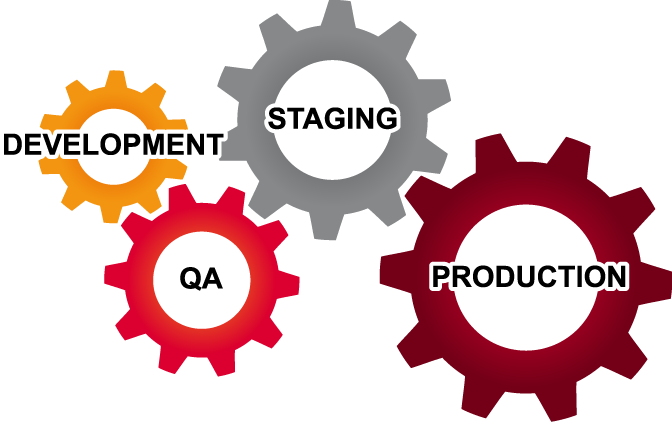 STAGING
DEVELOPMENT
QA
PRODUCTION